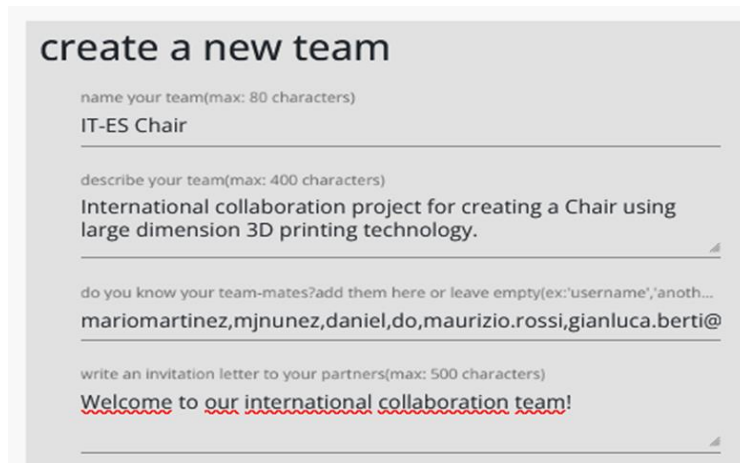 create a new team
name your team(max: 80 characters)
IT-ES Chair
describe your team(max: 400 characters)
International collaboration project for creating a Chair using
large dimension 3D printing technology.
do you know your team-mates?add them here or leave empty(ex:'username','anoth...
mariomartinez,mjnunez,daniel,do,maurizio.rossi,gianluca.berti@
write an invitation letter to your partners(max: 500 characters)
Welcome to our international collaboration team!